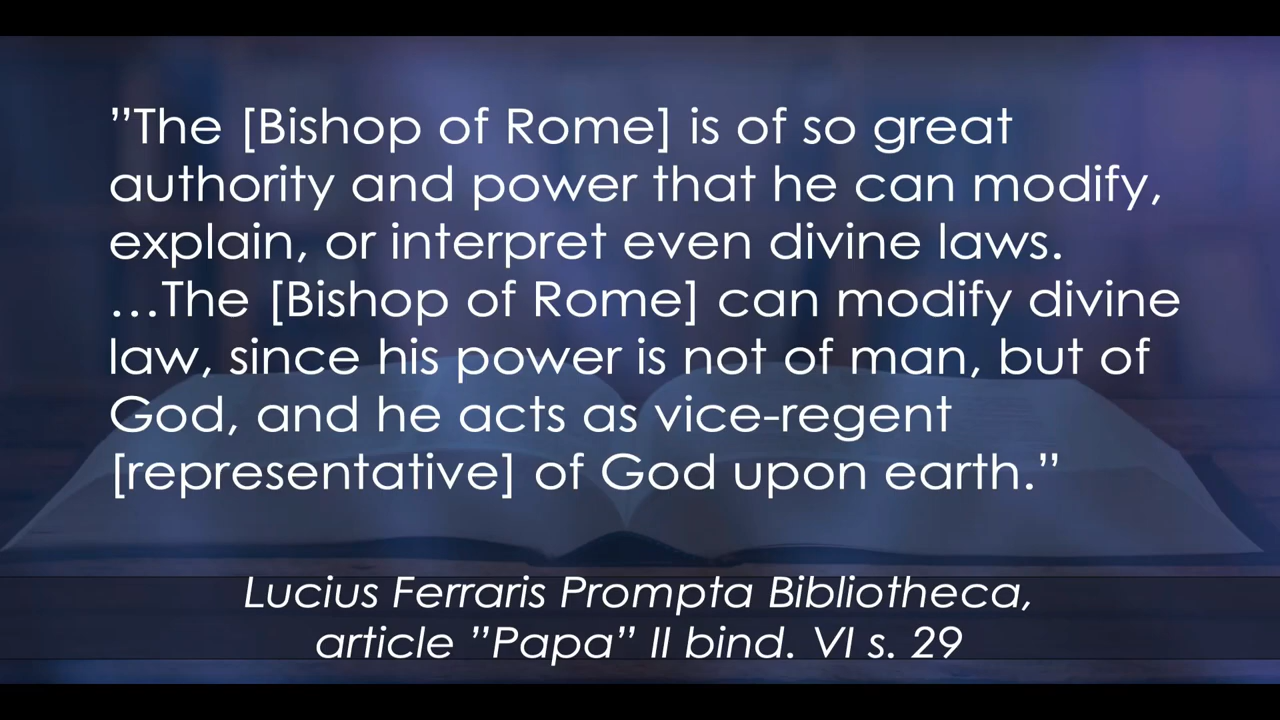 ”The [Bishop of Rome] is of so great
authority and power that he can modify,
explain, or interpret even divine laws.
…The [Bishop of Rome] can modify divine
law, since his power is not of man, but of
God, and he acts as vice-regent
[representative] of God upon earth.”
Lucius Ferraris Prompta Bibliotheca,
article ”Papa” II bind. VI s. 29